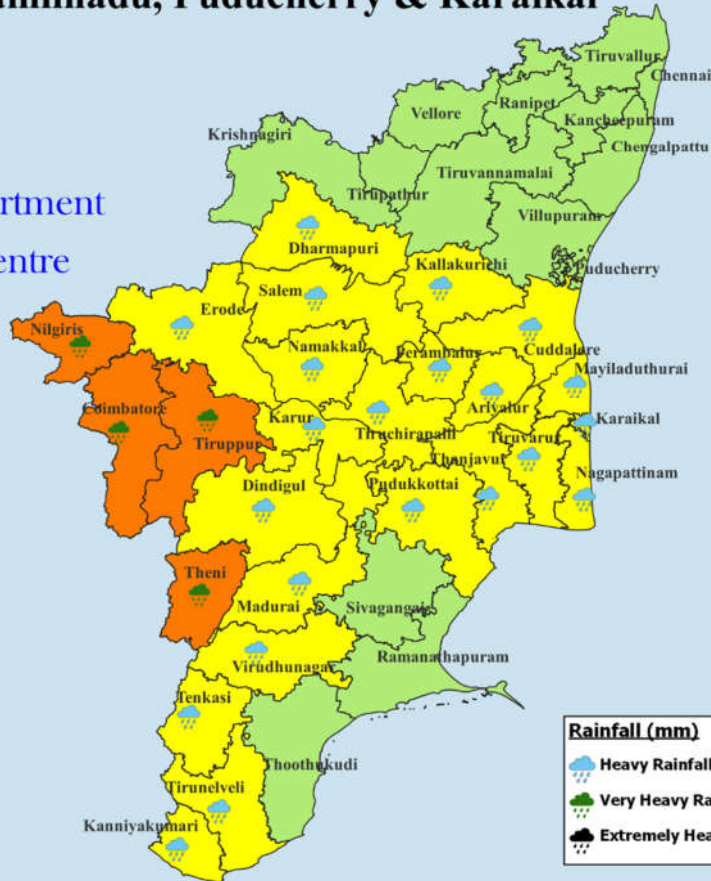 Puducherry & Karaikal
Tiruvallur
Chennai
Ranipet
Vellore
Kancheepuram
Krishnagiri
Chengalpattu
Tiruvannamalai
Tirupathur
rtment
Villupuram
Dharmapuri
entre
Kallakurichi
Puducherry
Salem
Erode
Nilgiris
Namakkal
Perambalur
Cuddalore
Mayiladuthurai
Coimbatore
Arivalur
Karur
Karaikal
Tiruppur
Tiruchirapalli
Tiruvarur
Thanjavur
Nagapattinam
Dindigul
Pudukkottai
Theni
Madurai
Sivagangai
Ramanathapuram
Virudhunagar
Tenkasi
Rainfall (mm)
Thoothukudi
Heavy Rainfall
Tirunelveli
Very Heavy Ra
Kanniyakumari
Extremely Hea